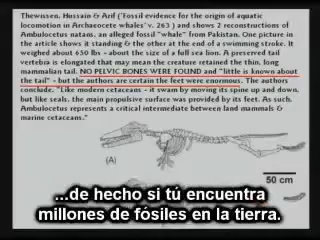 Thewissen, Hussain & Arif ('Fossil evidence for the origin of aquatic
locomotion in Archaeocete whales' v. 263 ) and shows 2 reconstructions of
Ambulocetus natans, an alleged fossil "whale" from Pakistan. One picture in
the article shows it standing & the other at the end of a swimming stroke. It
weighed about 650 lbs - about the size of a full sea lion. A preserved tail
vertebra is elongated that may mean the creature retained the thin, long
mammalian tail. NO PELVIC BONES WERE FOUND and "little is known about
the tail" - but the authors are certain the feet were enormous. The authors
conclude, "Like modern cetaceans - it swam by moving its spine up and down,
but like seals, the main propulsive surface was provided by its feet. As such,
Ambulocetus represents a critical intermediate between land mammals &
marine cetaceans."
(A)
50 cm
...de hecho si tú encuentra
millones de fósiles en la tierra.